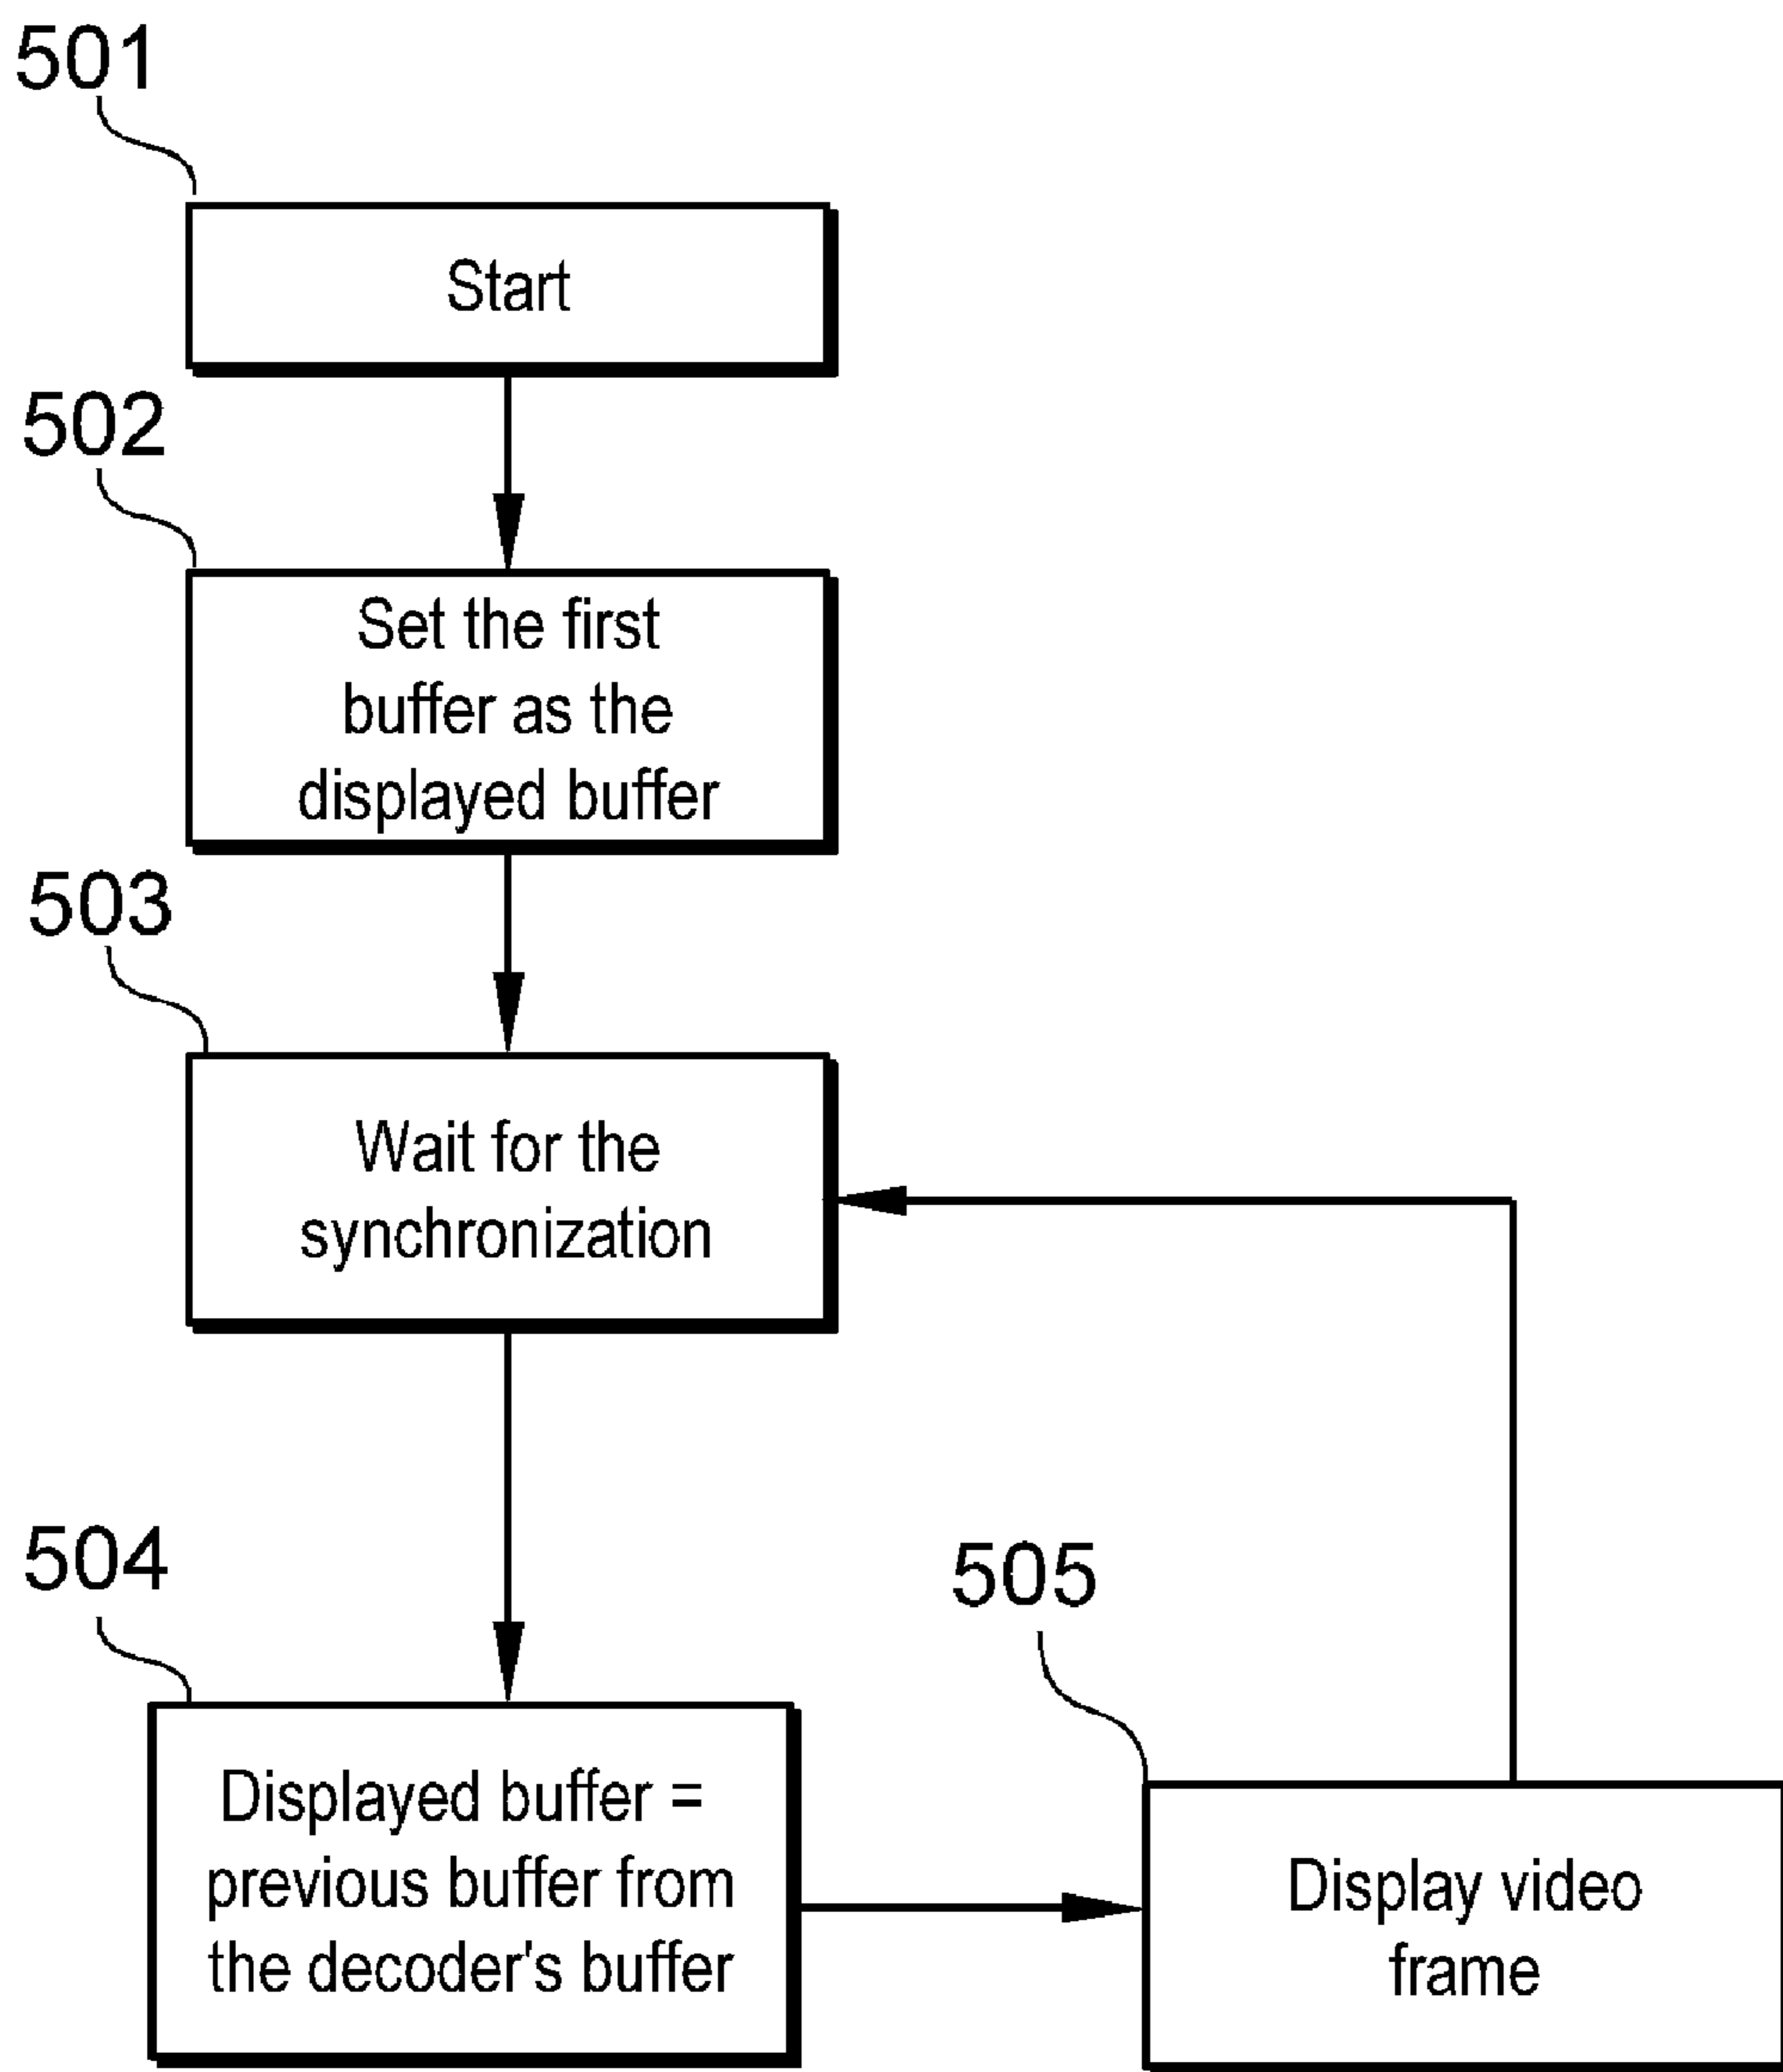 501
Start
502
Set the first
buffer as the
displayed buffer
503
Wait for the
synchronization
504
Displayed buffer =
previous buffer from
the decoder's buffer
505
Display video
frame